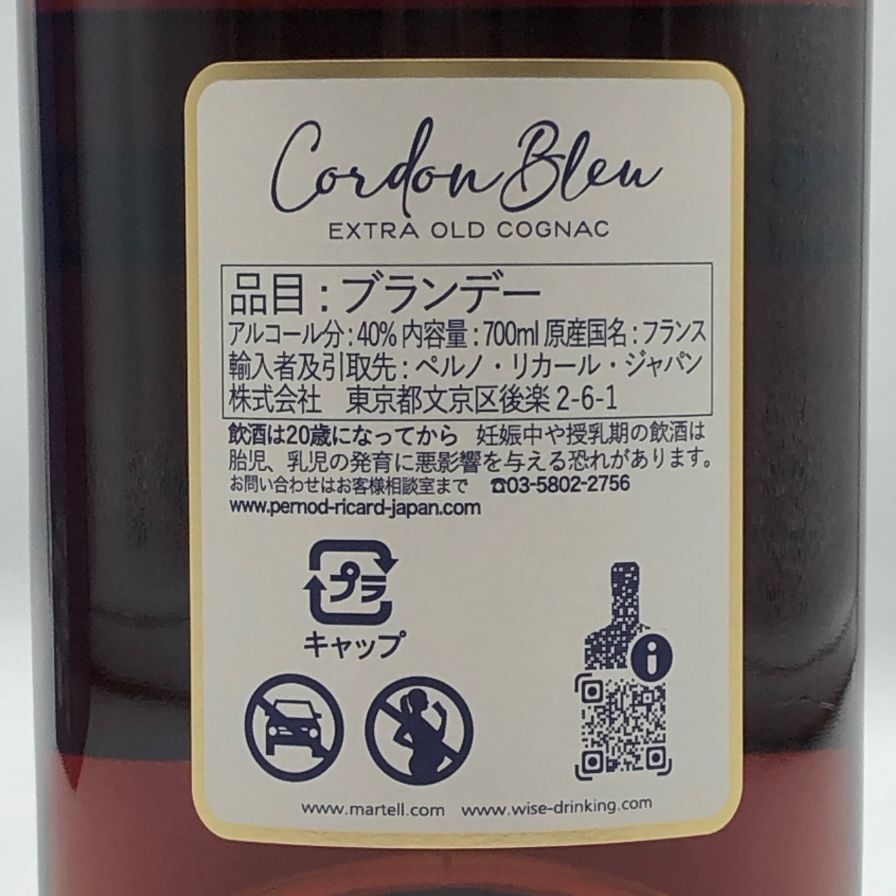 Cordon Bleu
EXTRA OLD COGNAC
品目：ブランデー
アルコール分：40% 内容量：700ml 原産国名：フランス
輸入者及引取先：ペルノ・リカール・ジャパン
株式会社　東京都文京区後楽 2-6-1
飲酒は20歳になってから　妊娠中や授乳期の飲酒は
胎児、乳児の発育に悪影響を与える恐れがあります。
お問い合わせはお客様相談室まで　☎03-5802-2756
www.pernod-ricard-japan.com
プラ
キャップ
i
www.martell.com www.wise-drinking.com